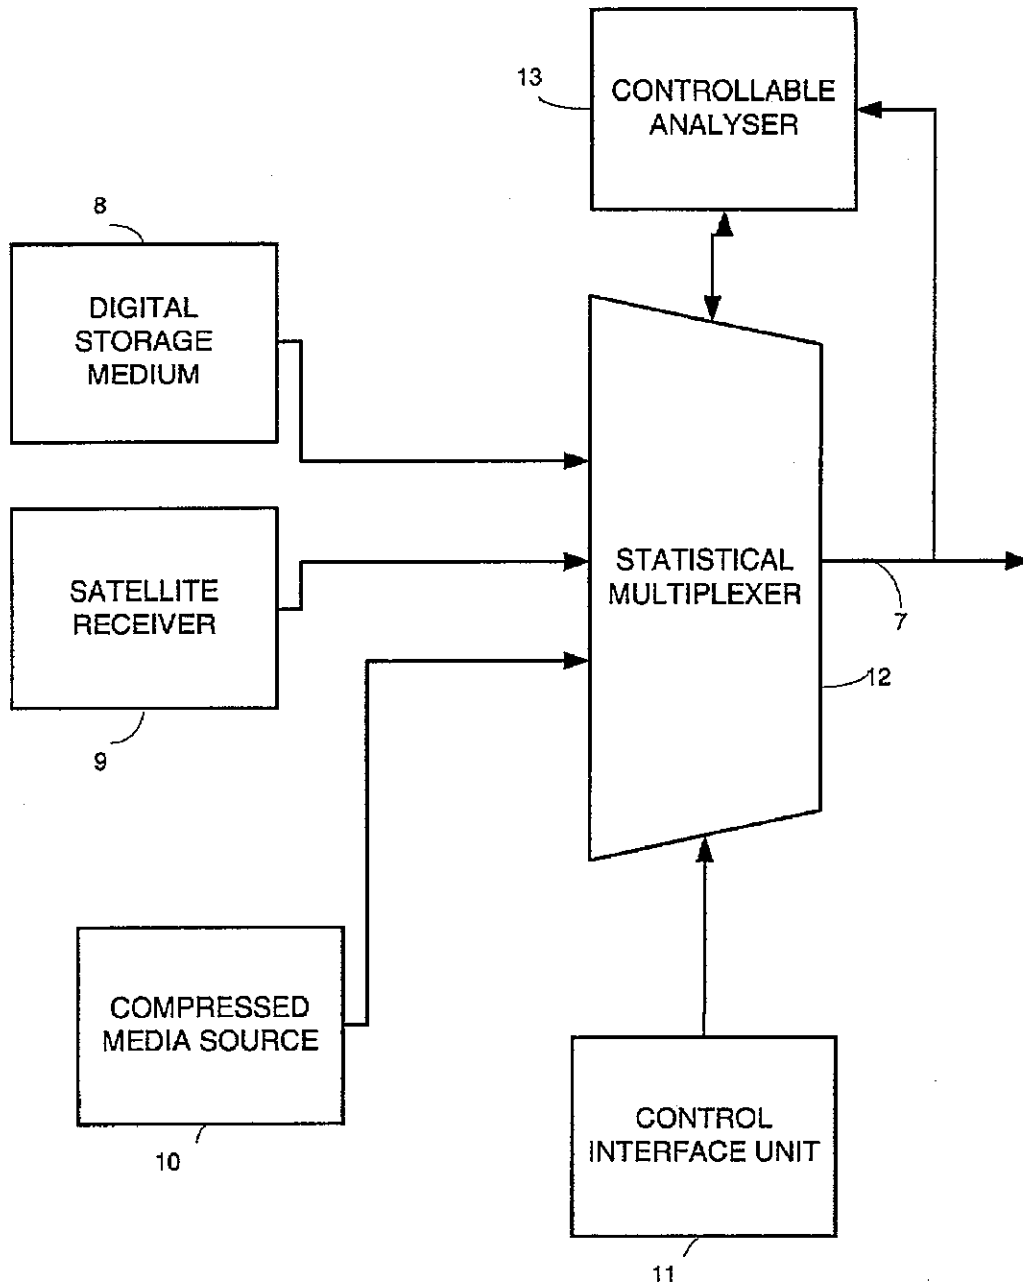 13
CONTROLLABLE
ANALYSER
8
DIGITAL
STORAGE
MEDIUM
SATELLITE
RECEIVER
9
STATISTICAL
MULTIPLEXER
7
12
COMPRESSED
MEDIA SOURCE
10
CONTROL
INTERFACE UNIT
11